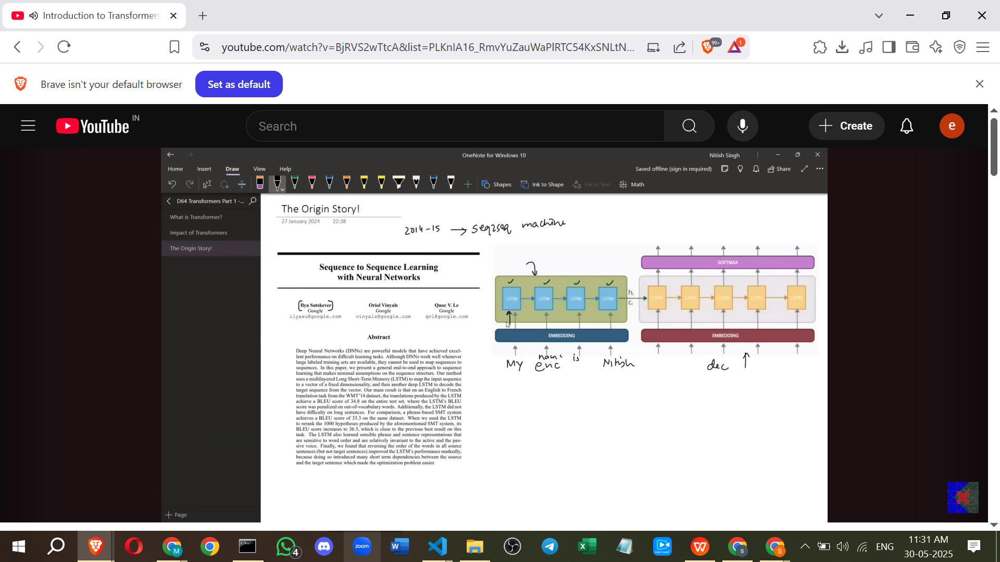 Introduction to Transformers
youtube.com/watch?v=BjRVS2wTtcA&list=PLKnIA16_RmvYuZauWaPlRTC54KxSNLtN...
99+
1
Brave isn't your default browser
Set as default
YouTube IN
Search
Create
e
OneNote for Windows 10
Nitish Singh
Home Insert Draw View Help
Saved offline (sign in required)
Share
Shapes
Ink to Shape
Ink to Text
Math
D64 Transformers Part 1 -...
What is Transformer?
Impact of Transformers
The Origin Story!
Page
The Origin Story!
27 January 2024 22:38
2014-15 → seq2seq machine
Sequence to Sequence Learning
with Neural Networks
Ilya Sutskever
Google
ilyasu@google.com
Oriol Vinyals
Google
vinyals@google.com
Quoc V. Le
Google
qvl@google.com
Abstract
Deep Neural Networks (DNNs) are powerful models that have achieved excel-
lent performance on difficult learning tasks. Although DNNs work well whenever
large labeled training sets are available, they cannot be used to map sequences to
sequences. In this paper, we present a general end-to-end approach to sequence
learning that makes minimal assumptions on the sequence structure. Our method
uses a multilayered Long Short-Term Memory (LSTM) to map the input sequence
to a vector of a fixed dimensionality, and then another deep LSTM to decode the
target sequence from the vector. Our main result is that on an English to French
translation task from the WMT'14 dataset, the translations produced by the LSTM
achieve a BLEU score of 34.8 on the entire test set, where the LSTM's BLEU
score was penalized on out-of-vocabulary words. Additionally, the LSTM did not
have difficulty on long sentences. For comparison, a phrase-based SMT system
achieves a BLEU score of 33.3 on the same dataset. When we used the LSTM
to rerank the 1000 hypotheses produced by the aforementioned SMT system, its
BLEU score increases to 36.5, which is close to the previous best result on this
task. The LSTM also learned sensible phrase and sentence representations that
are sensitive to word order and are relatively invariant to the active and the pas-
sive voice. Finally, we found that reversing the order of the words in all source
sentences (but not target sentences) improved the LSTM's performance markedly,
because doing so introduced many short term dependencies between the source
and the target sentence which made the optimization problem easier.
SOFTMAX
LSTM LSTM LSTM LSTM
LSTM LSTM LSTM LSTM LSTM
EMBEDDING
EMBEDDING
My name is Nitish
enc
dec
M
zoom
4
ENG
11:31 AM
30-05-2025